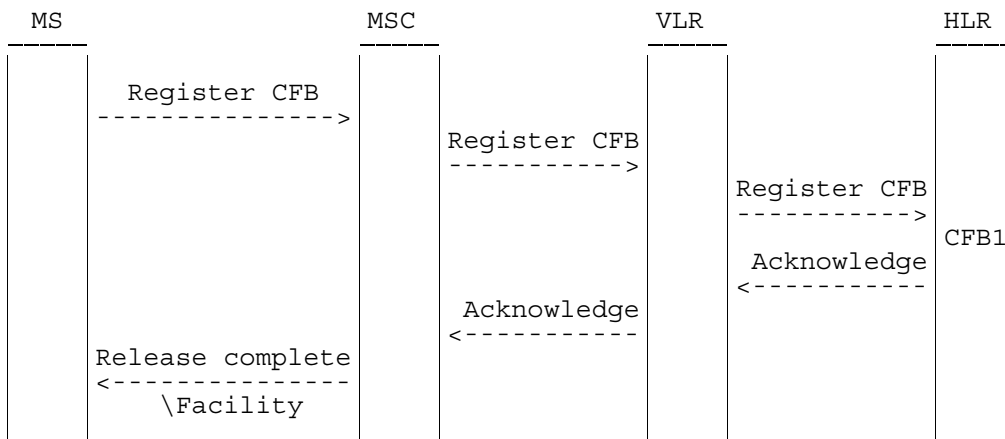 MS MSC VLR HLR
Register CFB
--------------->
Register CFB
----------->
Register CFB
----------->
CFB1
Acknowledge
<-----------
Acknowledge
<-----------
Release complete
<---------------
\Facility